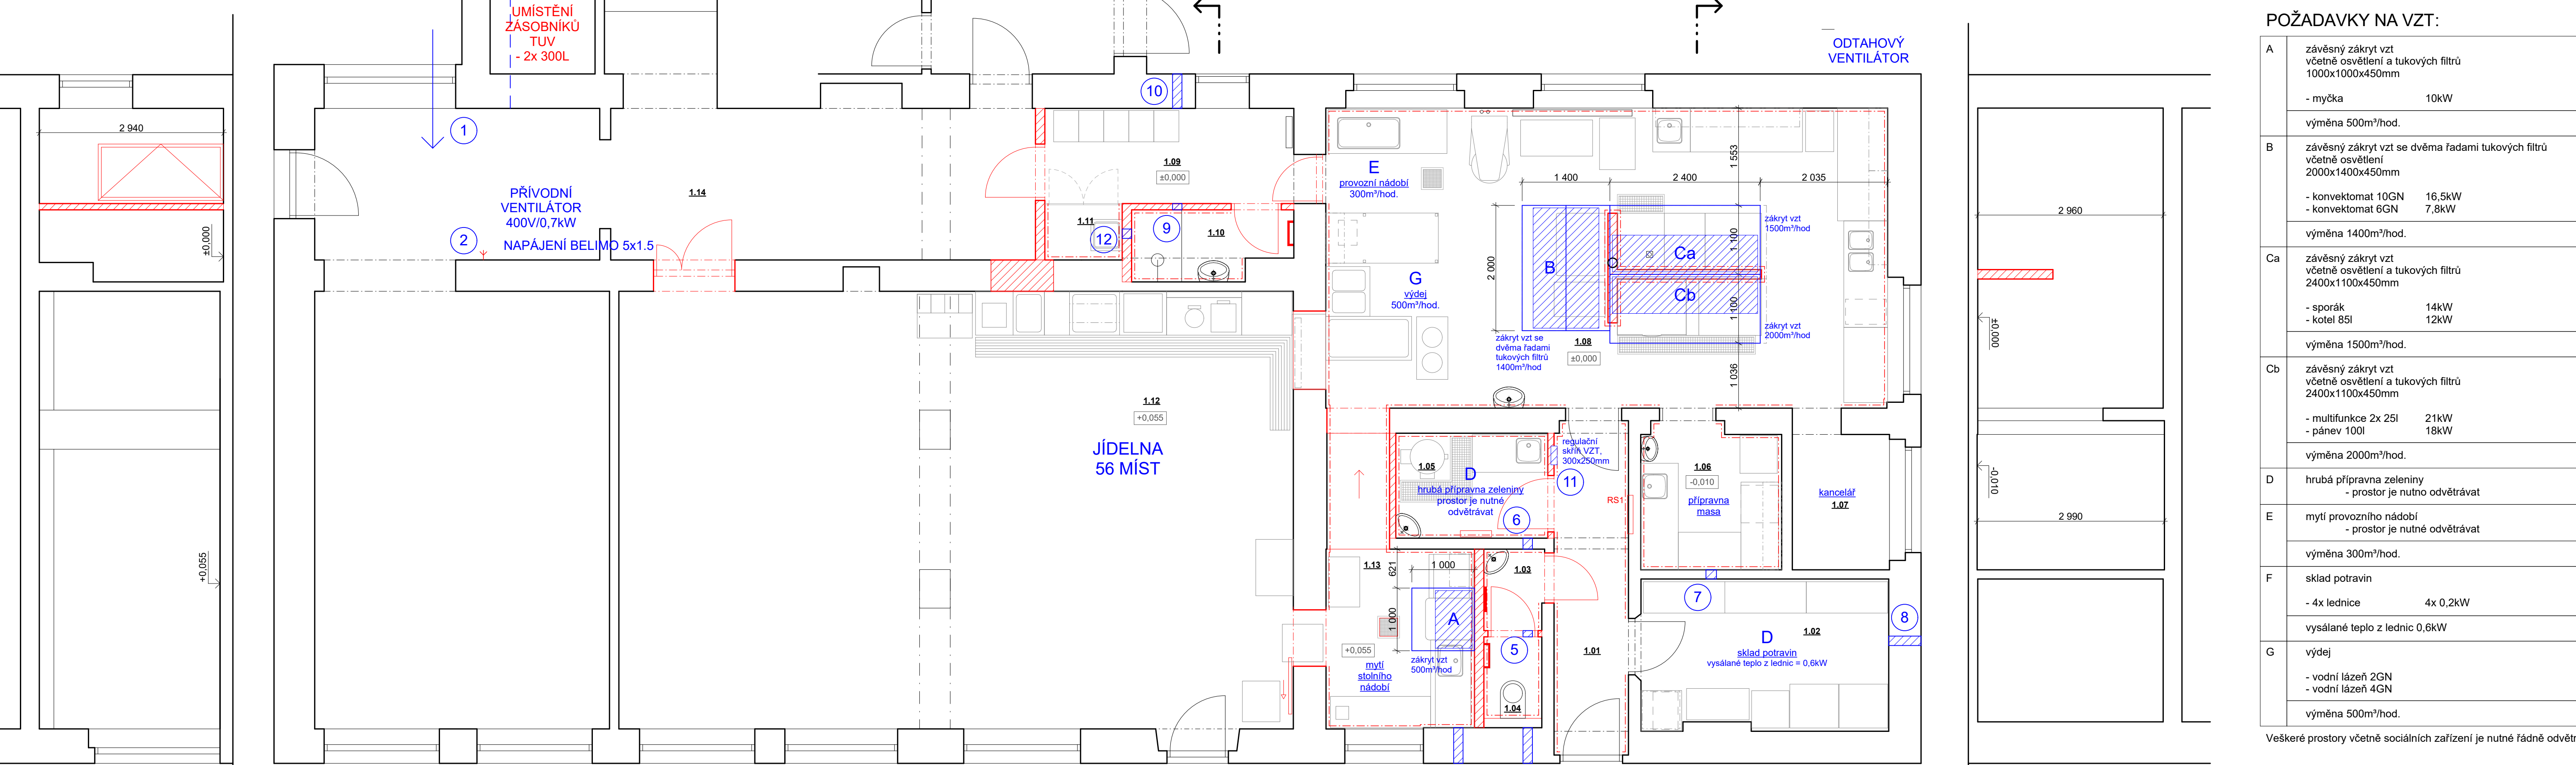 UMÍSTĚNÍ
ZÁSOBNÍKŮ
TUV
- 2x 300L
2 940
±0,000
+0,055
1
2
PŘÍVODNÍ
VENTILÁTOR
400V/0,7kW
NAPÁJENÍ BELIMO 5x1.5
1.14
10
1.09
±0,000
1.11
12
9
1.10
1.12
+0,055
JÍDELNA
56 MÍST
ODTAHOVÝ
VENTILÁTOR
E
provozní nádobí
300m³/hod.
G
výdej
500m³/hod.
1 553
1 400
2 400
2 035
2 000
1 100
1 100
1 036
B
Ca
Cb
zákryt vzt
1500m³/hod
zákryt vzt
2000m³/hod
zákryt vzt se
dvěma řadami
tukových filtrů
1400m³/hod
1.08
±0,000
1.05
D
hrubá přípravna zeleniny
prostor je nutné
odvětrávat
6
regulační
skříň VZT,
300x250mm
11
RS1
1.06
-0,010
přípravna
masa
kancelář
1.07
1.13
621
1 000
1 000
A
zákryt vzt
500m³/hod
+0,055
mytí
stolního
nádobí
1.03
5
1.04
1.01
7
8
D
1.02
sklad potravin
vysálané teplo z lednic = 0,6kW
2 960
±0,000
-0,010
2 990
POŽADAVKY NA VZT:
A
závěsný zákryt vzt
včetně osvětlení a tukových filtrů
1000x1000x450mm
- myčka 10kW
výměna 500m³/hod.
B
závěsný zákryt vzt se dvěma řadami tukových filtrů
včetně osvětlení
2000x1400x450mm
- konvektomat 10GN 16,5kW
- konvektomat 6GN 7,8kW
výměna 1400m³/hod.
Ca
závěsný zákryt vzt
včetně osvětlení a tukových filtrů
2400x1100x450mm
- sporák 14kW
- kotel 85l 12kW
výměna 1500m³/hod.
Cb
závěsný zákryt vzt
včetně osvětlení a tukových filtrů
2400x1100x450mm
- multifunkce 2x 25l 21kW
- pánev 100l 18kW
výměna 2000m³/hod.
D
hrubá přípravna zeleniny
- prostor je nutno odvětrávat
E
mytí provozního nádobí
- prostor je nutné odvětrávat
výměna 300m³/hod.
F
sklad potravin
- 4x lednice 4x 0,2kW
vysálané teplo z lednic 0,6kW
G
výdej
- vodní lázeň 2GN
- vodní lázeň 4GN
výměna 500m³/hod.
Veškeré prostory včetně sociálních zařízení je nutné řádně odvětr